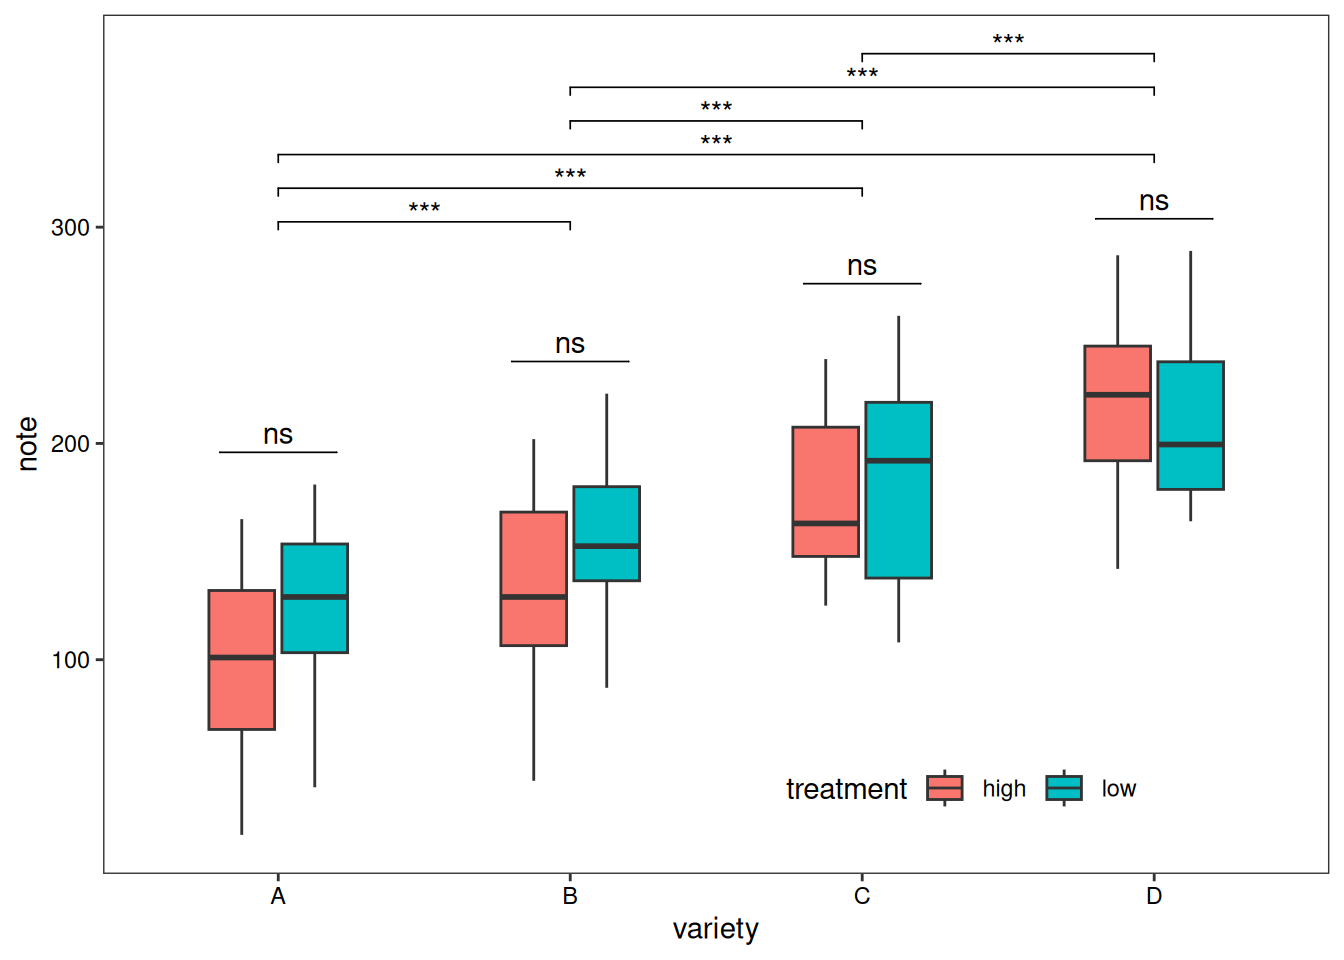 ***
***
***
***
***
***
ns
ns
ns
ns
300
200
100
note
treatment high low
A B C D
variety